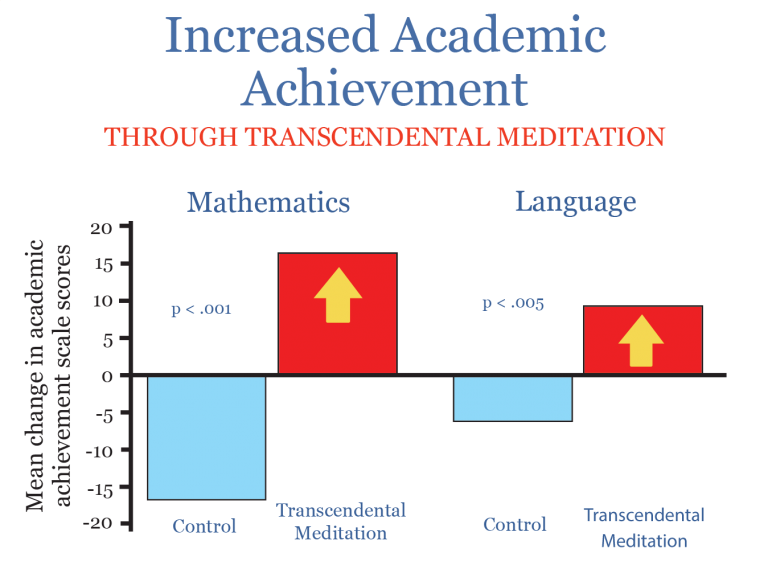 Increased Academic
Achievement
THROUGH TRANSCENDENTAL MEDITATION
Mathematics
Language
Mean change in academic
achievement scale scores
20
15
10
5
0
-5
-10
-15
-20
p < .001
p < .005
Control
Transcendental
Meditation
Control
Transcendental
Meditation